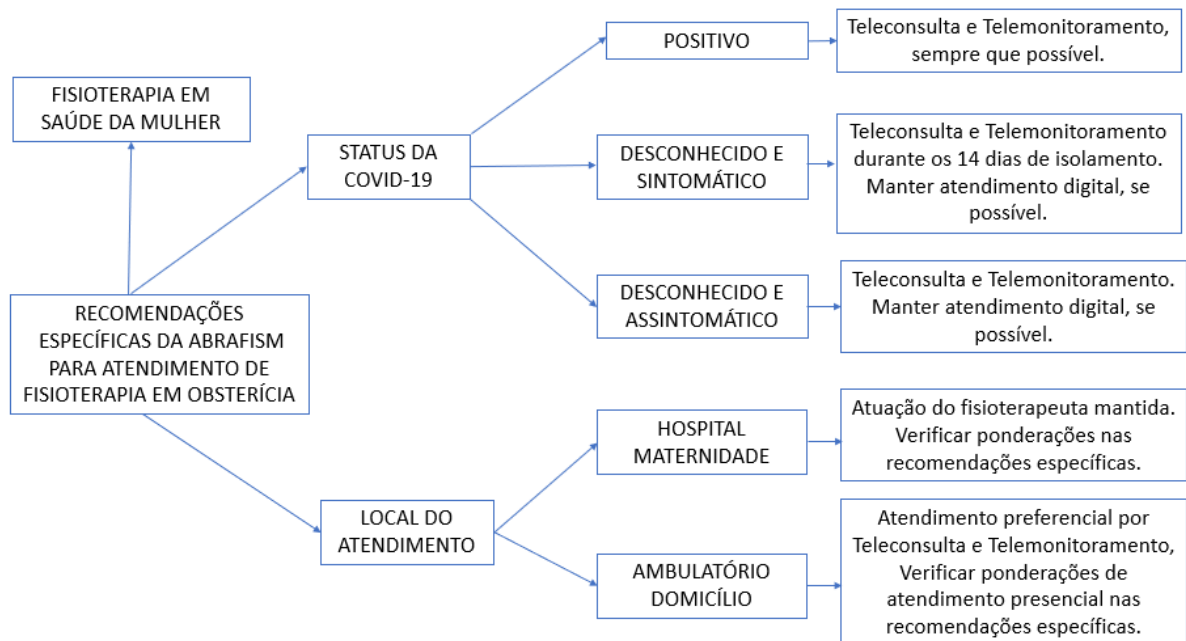 FISIOTERAPIA EM
SAÚDE DA MULHER
RECOMENDAÇÕES
ESPECÍFICAS DA ABRAFISM
PARA ATENDIMENTO DE
FISIOTERAPIA EM OBSTERÍCIA
STATUS DA
COVID-19
POSITIVO
Teleconsulta e Telemonitoramento,
sempre que possível.
DESCONHECIDO E
SINTOMÁTICO
Teleconsulta e Telemonitoramento
durante os 14 dias de isolamento.
Manter atendimento digital, se
possível.
DESCONHECIDO E
ASSINTOMÁTICO
Teleconsulta e Telemonitoramento.
Manter atendimento digital, se
possível.
LOCAL DO
ATENDIMENTO
HOSPITAL
MATERNIDADE
Atuação do fisioterapeuta mantida.
Verificar ponderações nas
recomendações específicas.
AMBULATÓRIO
DOMICÍLIO
Atendimento preferencial por
Teleconsulta e Telemonitoramento,
Verificar ponderações de
atendimento presencial nas
recomendações específicas.